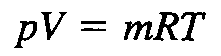 pV = mRT